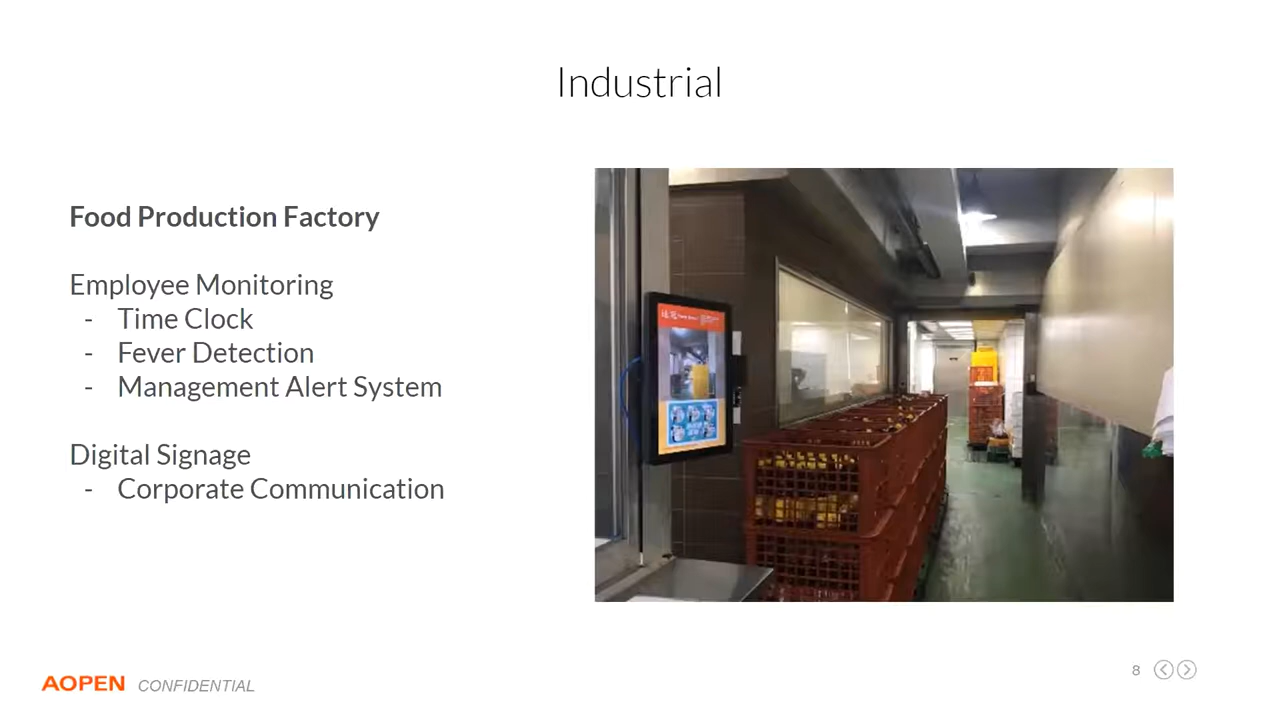 Industrial
Food Production Factory
Employee Monitoring
- Time Clock
- Fever Detection
- Management Alert System
Digital Signage
- Corporate Communication
AOPEN CONFIDENTIAL
8